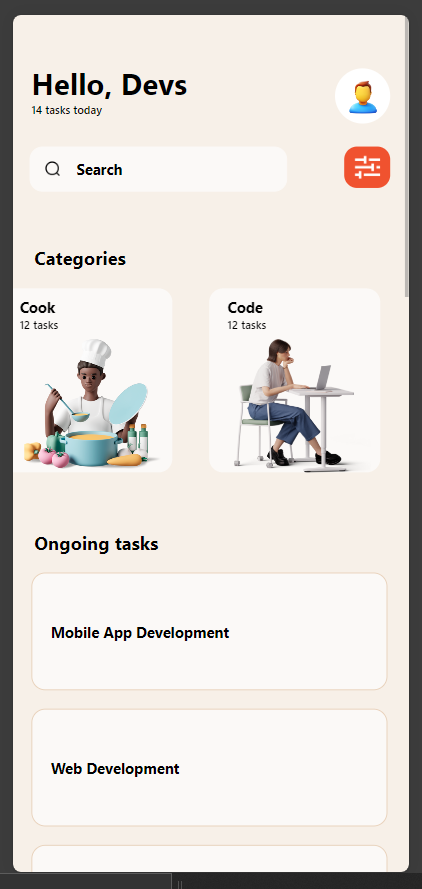 Hello, Devs
14 tasks today
Search
Categories
Cook
12 tasks
Code
12 tasks
Ongoing tasks
Mobile App Development
Web Development